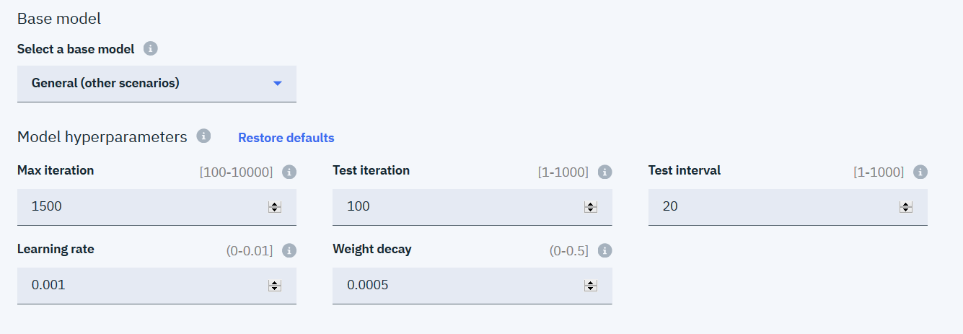 Base model
Select a base model
General (other scenarios)
Model hyperparameters Restore defaults
Max iteration [100-10000] Test iteration [1-1000] Test interval [1-1000]
1500 100 20
Learning rate (0-0.01] Weight decay (0-0.5]
0.001 0.0005